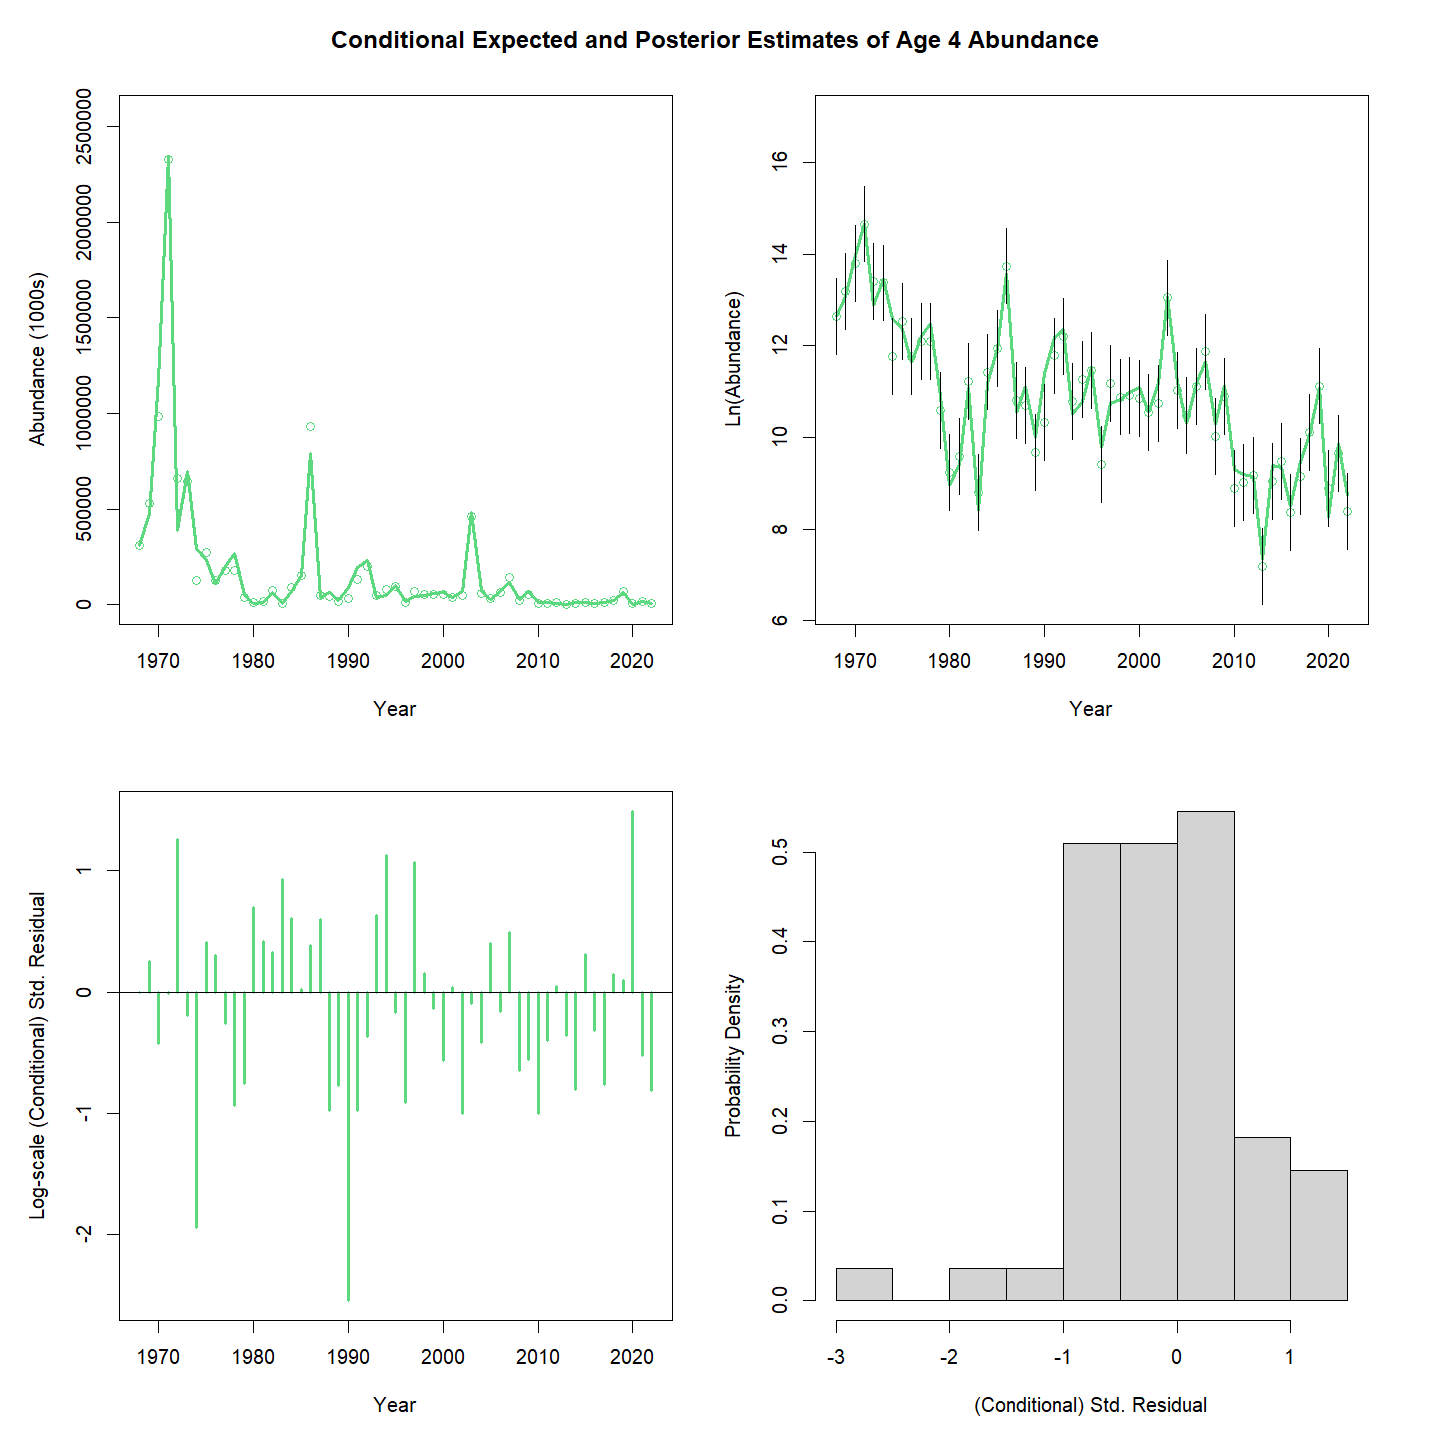 Conditional Expected and Posterior Estimates of Age 4 Abundance
Abundance (1000s)
0 500000 1000000 1500000 2000000 2500000
1970 1980 1990 2000 2010 2020
Year
Ln(Abundance)
6 8 10 12 14 16
1970 1980 1990 2000 2010 2020
Year
Log-scale (Conditional) Std. Residual
-2 -1 0 1
1970 1980 1990 2000 2010 2020
Year
Probability Density
0.0 0.1 0.2 0.3 0.4 0.5
-3 -2 -1 0 1
(Conditional) Std. Residual